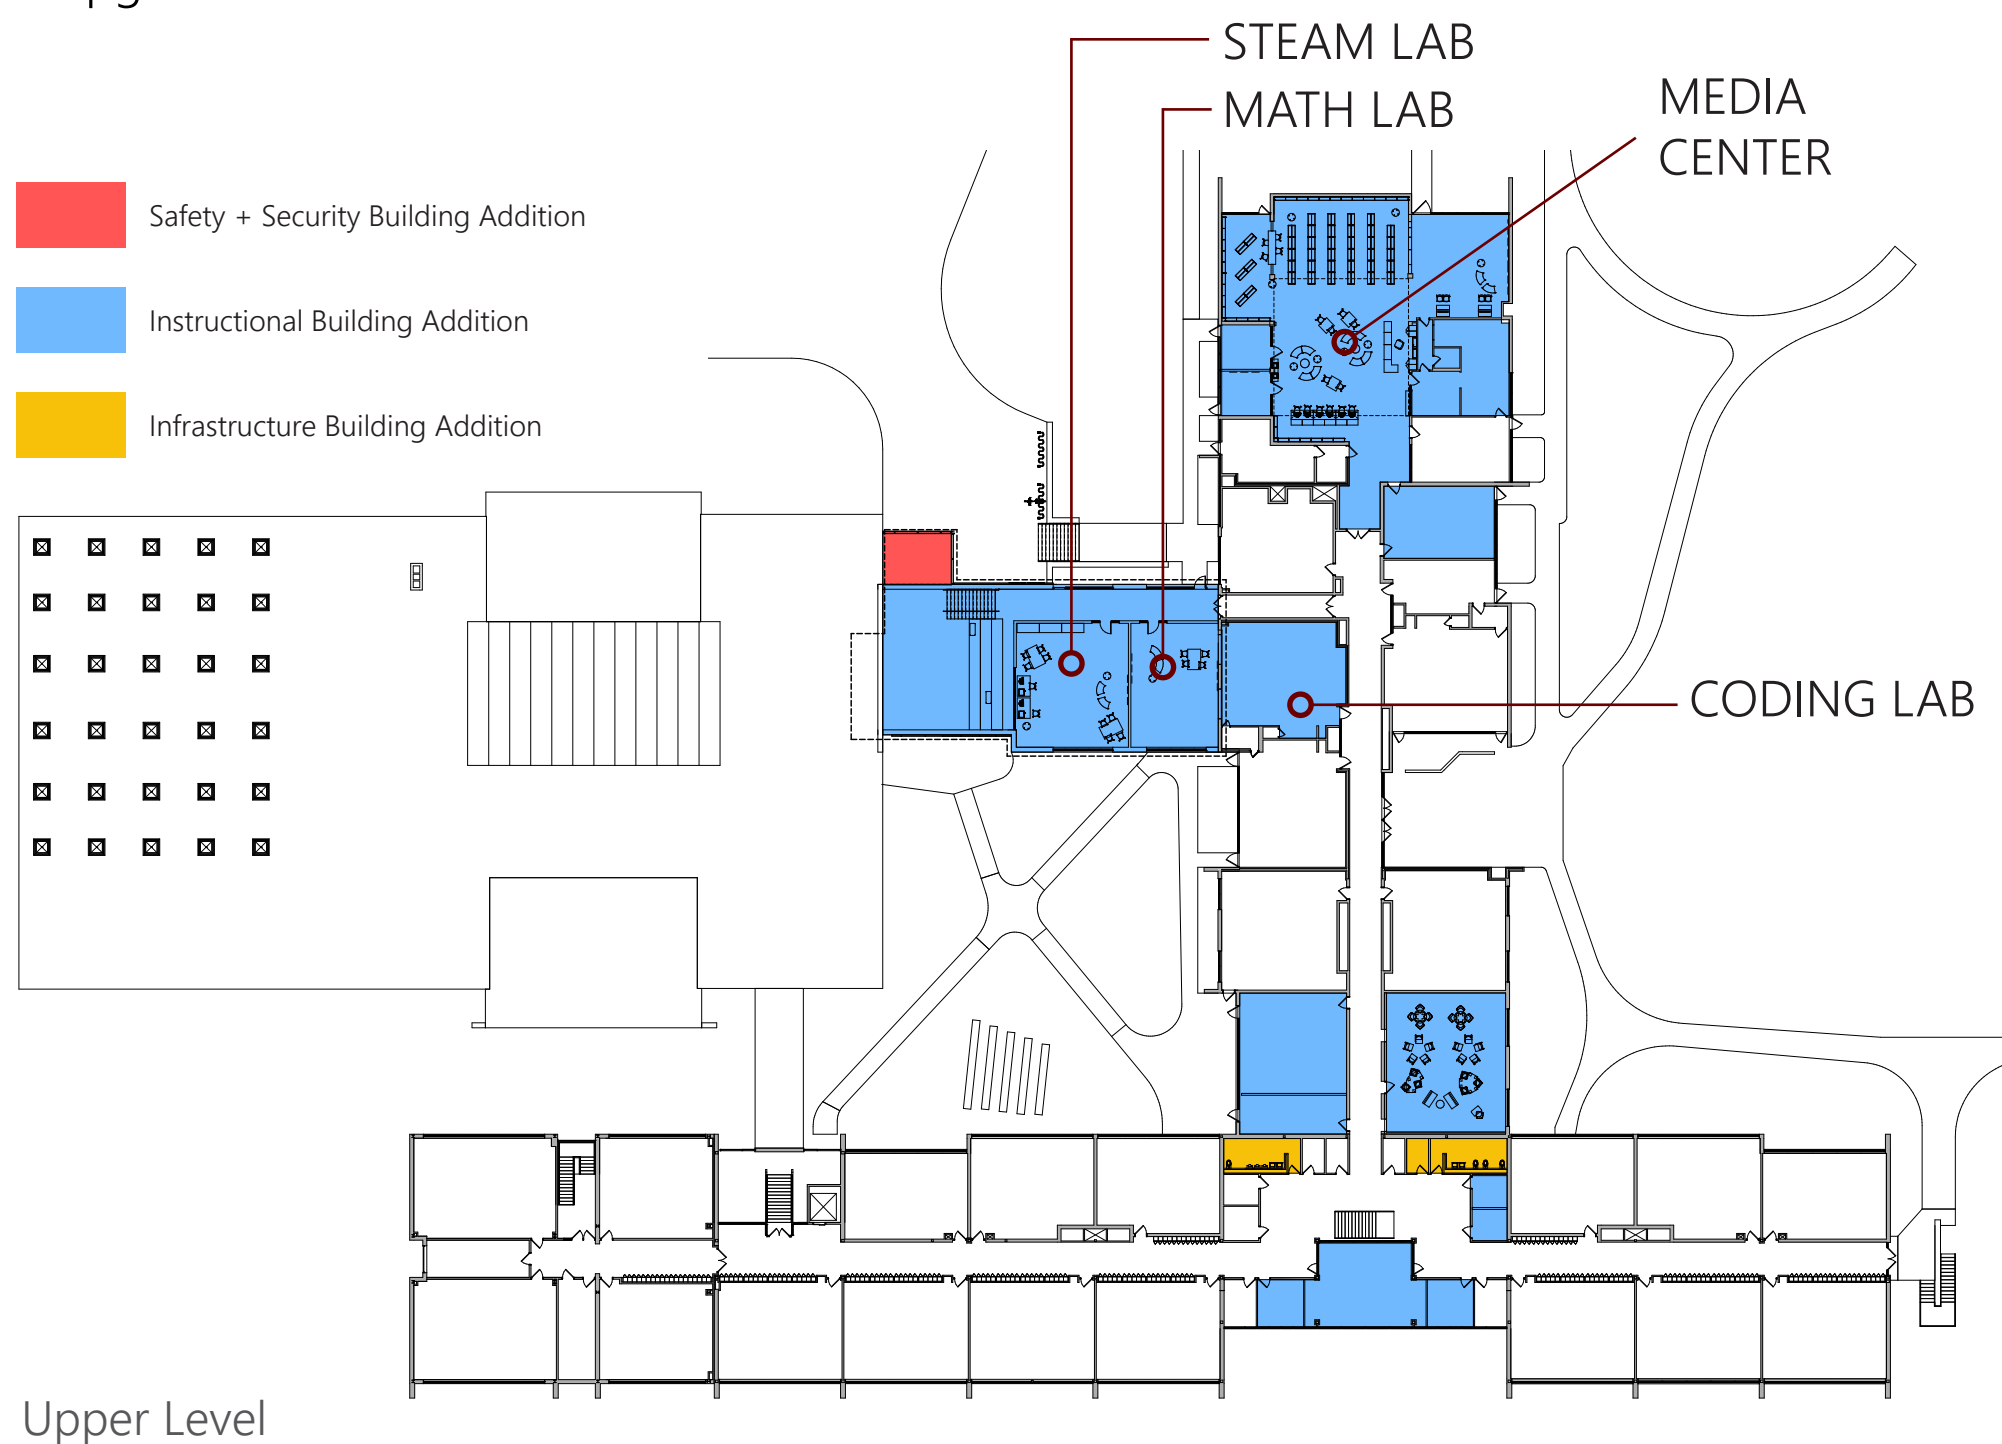 STEAM LAB
MATH LAB
MEDIA
CENTER
Safety + Security Building Addition
Instructional Building Addition
Infrastructure Building Addition
CODING LAB
Upper Level